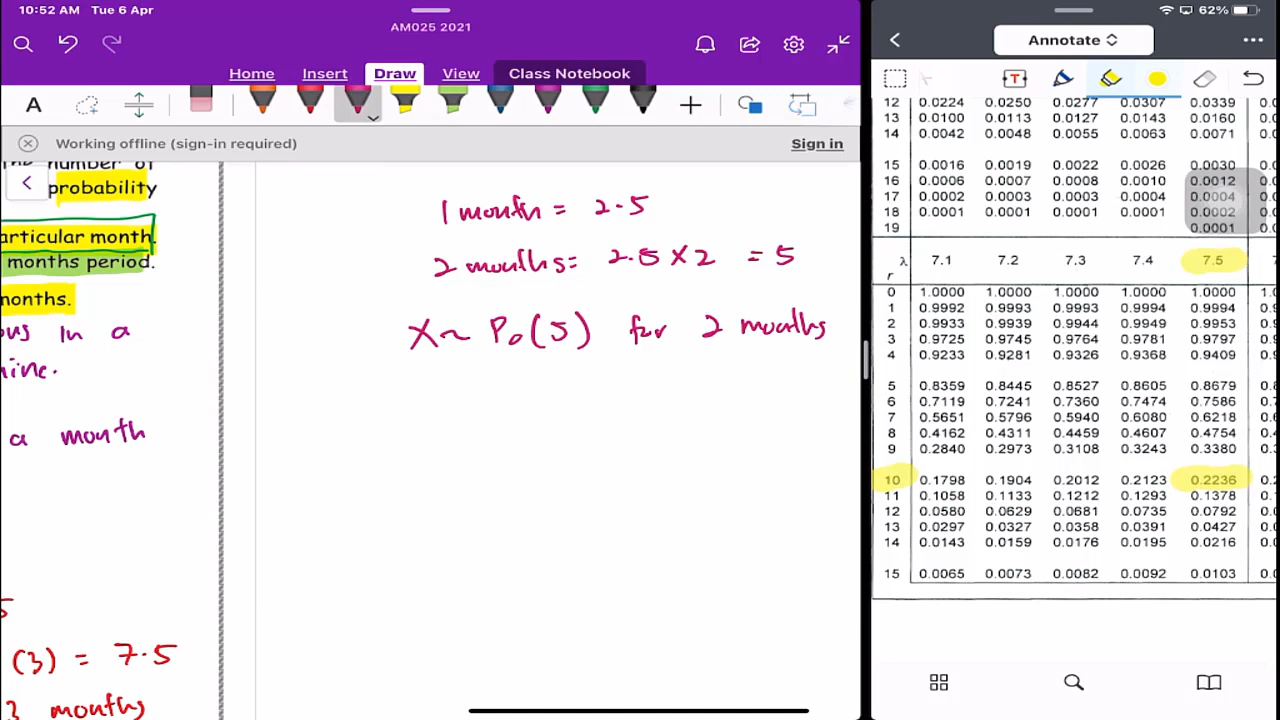 10:52 AM Tue 6 Apr
AM025 2021
Home Insert Draw View Class Notebook
A
Working offline (sign-in required) Sign in
the number of
probability
articular month.
months period.
months.
ous in a
ine.
a month
5
(3) = 7.5
3 months
1 month = 2.5
2 months = 2.5 X 2 = 5
X ~ Po(5) for 2 months
62%
Annotate
T
12 0.0224 0.0250 0.0277 0.0307 0.0339
13 0.0100 0.0113 0.0127 0.0143 0.0160
14 0.0042 0.0048 0.0055 0.0063 0.0071
15 0.0016 0.0019 0.0022 0.0026 0.0030
16 0.0006 0.0007 0.0008 0.0010 0.0012
17 0.0002 0.0003 0.0003 0.0004 0.0004
18 0.0001 0.0001 0.0001 0.0001 0.0002
19 0.0001
λ 7.1 7.2 7.3 7.4 7.5
r
0 1.0000 1.0000 1.0000 1.0000 1.0000
1 0.9992 0.9993 0.9993 0.9994 0.9994
2 0.9933 0.9939 0.9944 0.9949 0.9953
3 0.9725 0.9745 0.9764 0.9781 0.9797
4 0.9233 0.9281 0.9326 0.9368 0.9409
5 0.8359 0.8445 0.8527 0.8605 0.8679
6 0.7119 0.7241 0.7360 0.7474 0.7586
7 0.5651 0.5796 0.5940 0.6080 0.6218
8 0.4162 0.4311 0.4459 0.4607 0.4754
9 0.2840 0.2973 0.3108 0.3243 0.3380
10 0.1798 0.1904 0.2012 0.2123 0.2236
11 0.1058 0.1133 0.1212 0.1293 0.1378
12 0.0580 0.0629 0.0681 0.0735 0.0792
13 0.0297 0.0327 0.0358 0.0391 0.0427
14 0.0143 0.0159 0.0176 0.0195 0.0216
15 0.0065 0.0073 0.0082 0.0092 0.0103